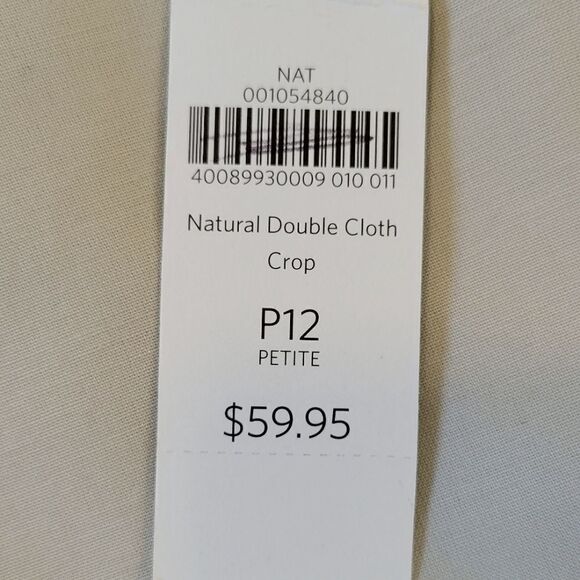 NAT
001054840
40089930009 010 011
Natural Double Cloth
Crop
P12
PETITE
$59.95